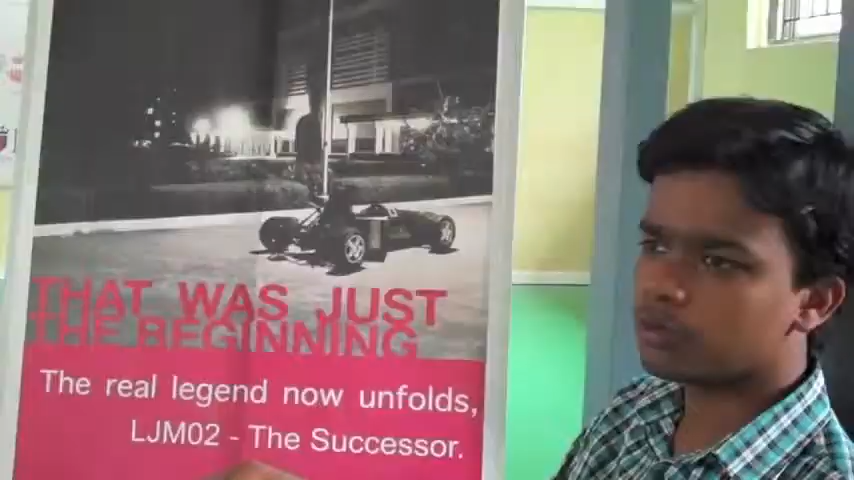 THAT WAS JUST
THE BEGINNING
The real legend now unfolds,
LJM02 - The Successor.